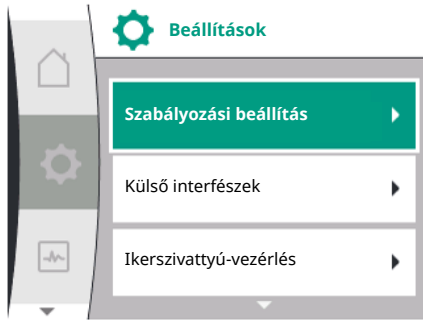 Beállítások
Szabályozási beállítás
Külső interfészek
Ikerszivattyú-vezérlés